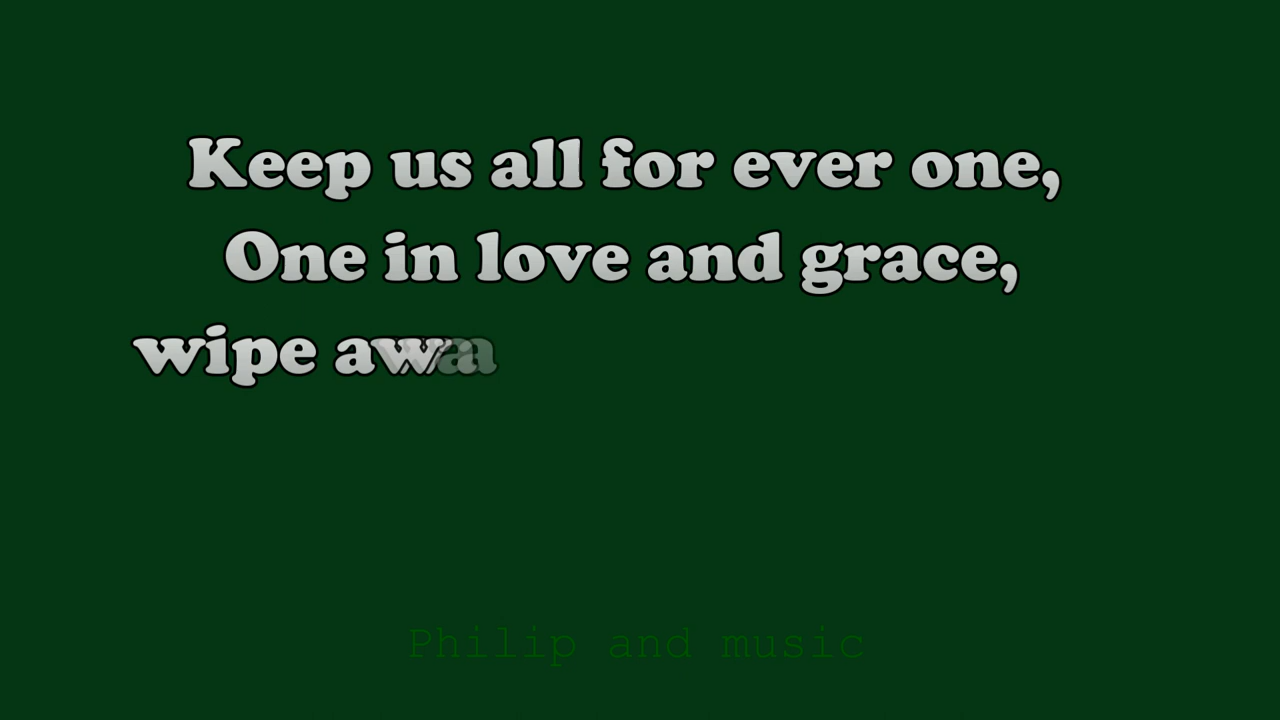 Keep us all for ever one,
One in love and grace,
wipe awa
Philip and music